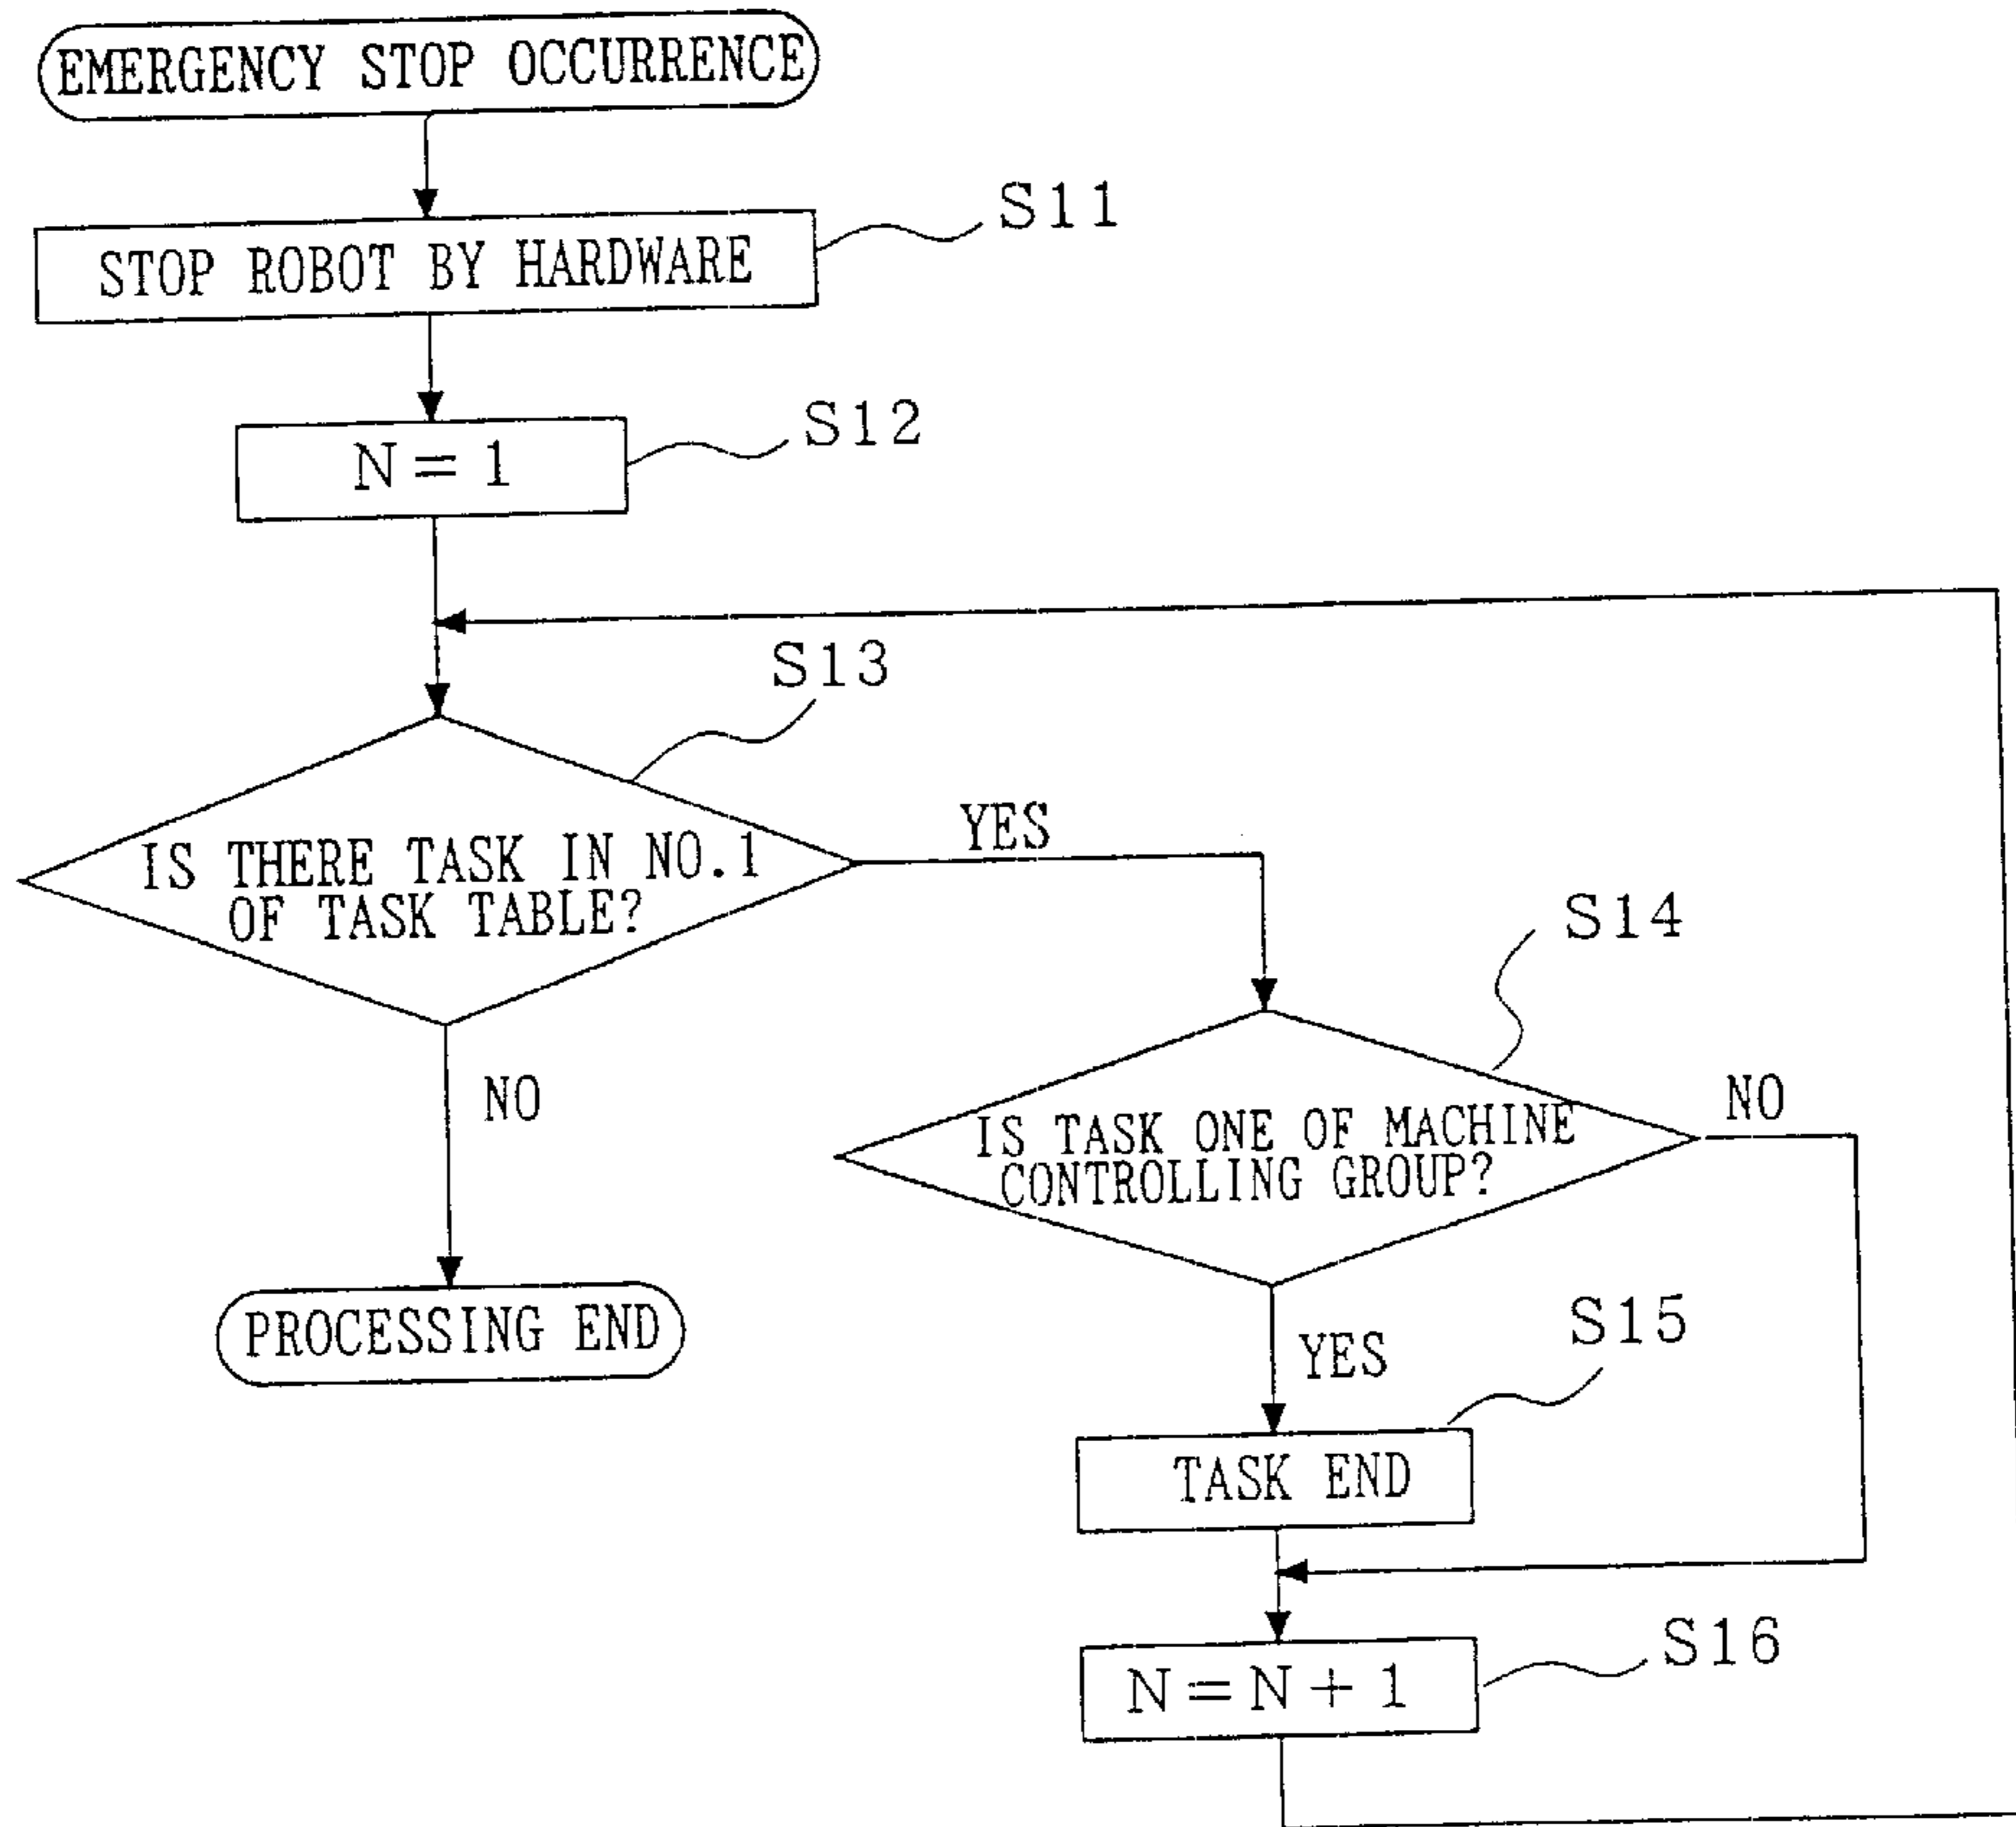 EMERGENCY STOP OCCURRENCE
S11
STOP ROBOT BY HARDWARE
S12
N=1
S13
IS THERE TASK IN NO.1
OF TASK TABLE?
YES
NO
S14
IS TASK ONE OF MACHINE
CONTROLLING GROUP?
NO
PROCESSING END
YES
S15
TASK END
S16
N=N+1